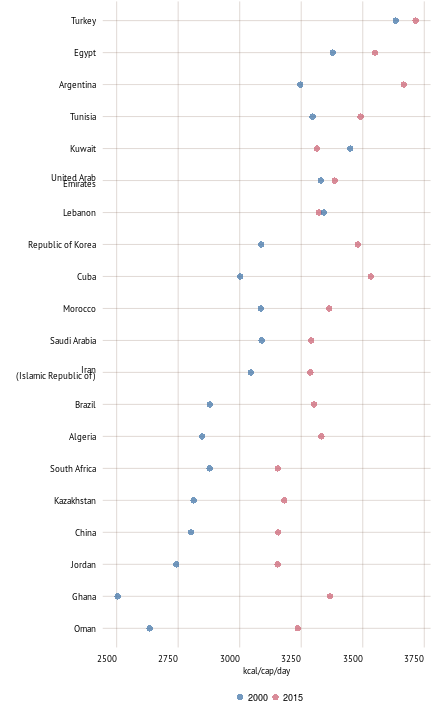 Turkey
Egypt
Argentina
Tunisia
Kuwait
United Arab
Emirates
Lebanon
Republic of Korea
Cuba
Morocco
Saudi Arabia
Iran
(Islamic Republic of)
Brazil
Algeria
South Africa
Kazakhstan
China
Jordan
Ghana
Oman
2500 2750 3000 3250 3500 3750
kcal/cap/day
2000 2015